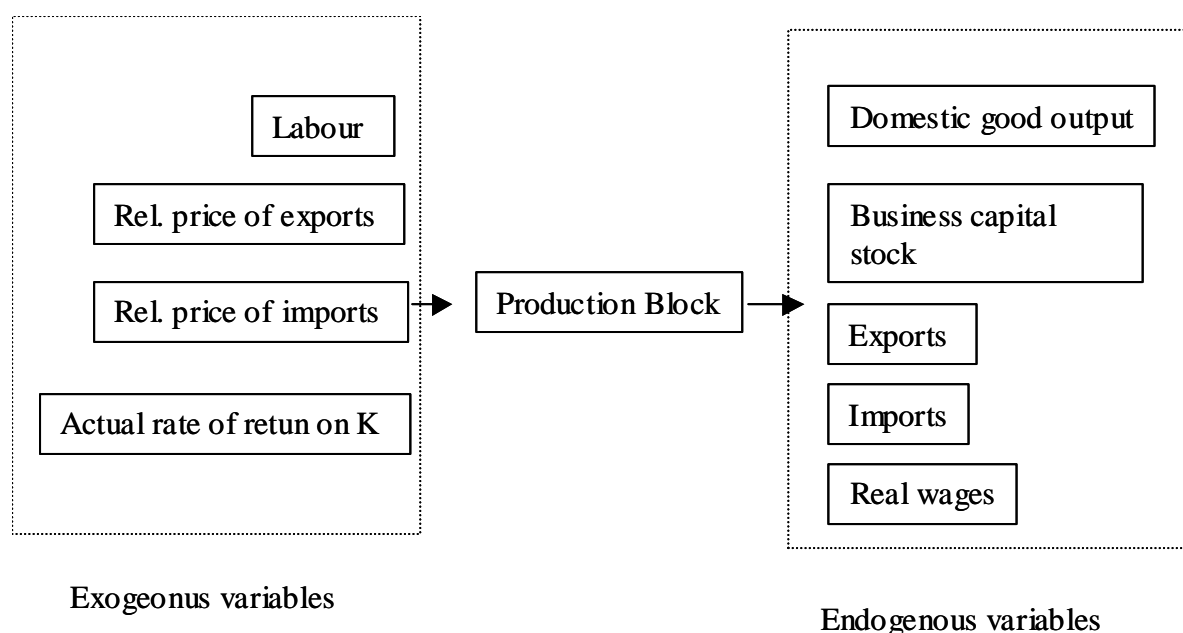 Labour
Rel. price of exports
Rel. price of imports
Actual rate of retun on K
Exogeonus variables
Production Block
Domestic good output
Business capital
stock
Exports
Imports
Real wages
Endogenous variables